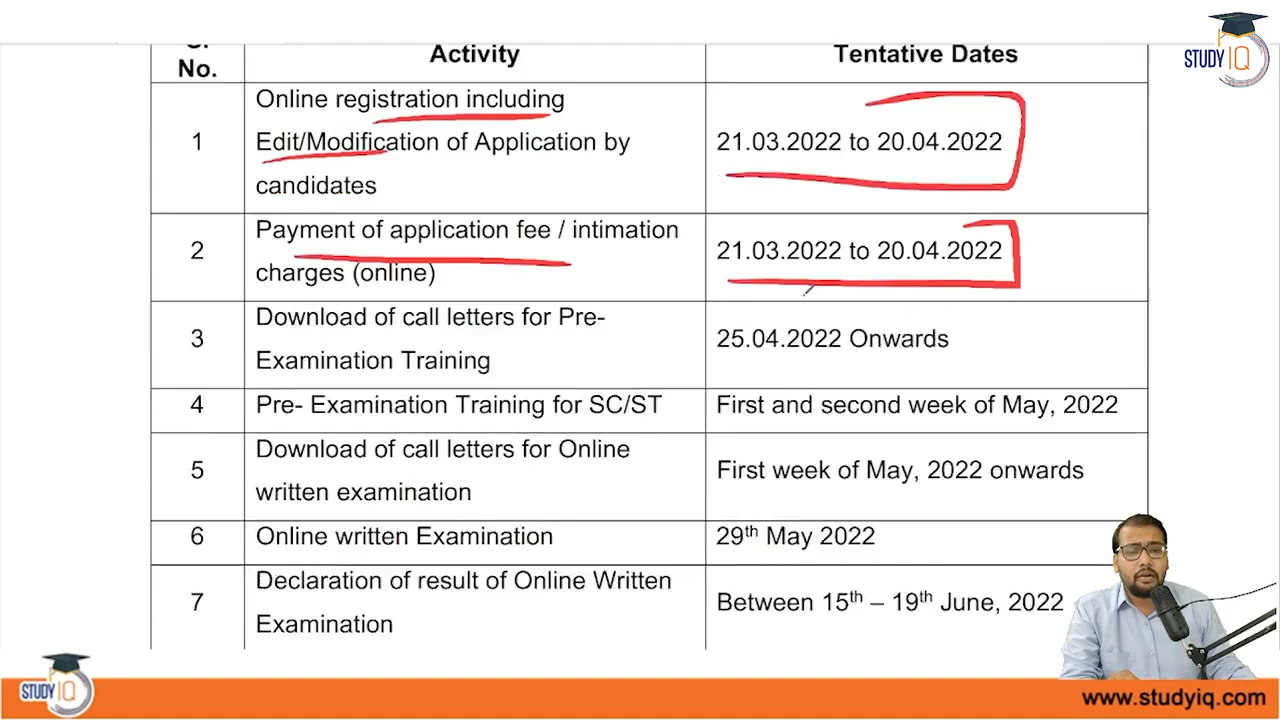 STUDY IQ
Sr. Activity Tentative Dates
No.
Online registration including
1 Edit/Modification of Application by 21.03.2022 to 20.04.2022
candidates
Payment of application fee / intimation
2 21.03.2022 to 20.04.2022
charges (online)
Download of call letters for Pre-
3 25.04.2022 Onwards
Examination Training
4 Pre- Examination Training for SC/ST First and second week of May, 2022
Download of call letters for Online
5 First week of May, 2022 onwards
written examination
6 Online written Examination 29th May 2022
Declaration of result of Online Written
7 Between 15th – 19th June, 2022
Examination
STUDY IQ
www.studyiq.com